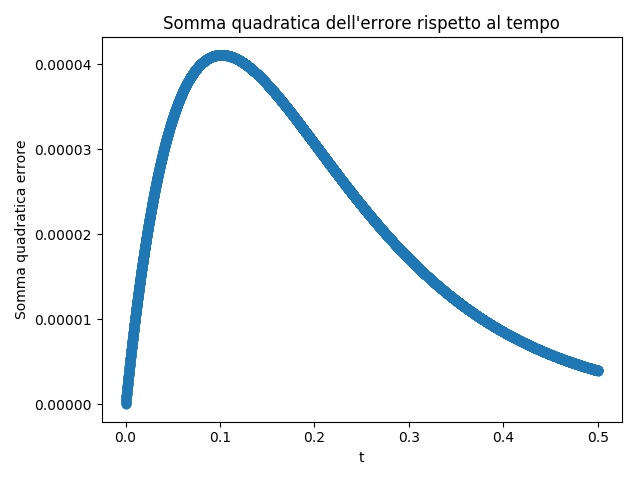 Somma quadratica dell'errore rispetto al tempo
Somma quadratica errore
0.00004
0.00003
0.00002
0.00001
0.00000
0.0 0.1 0.2 0.3 0.4 0.5
t